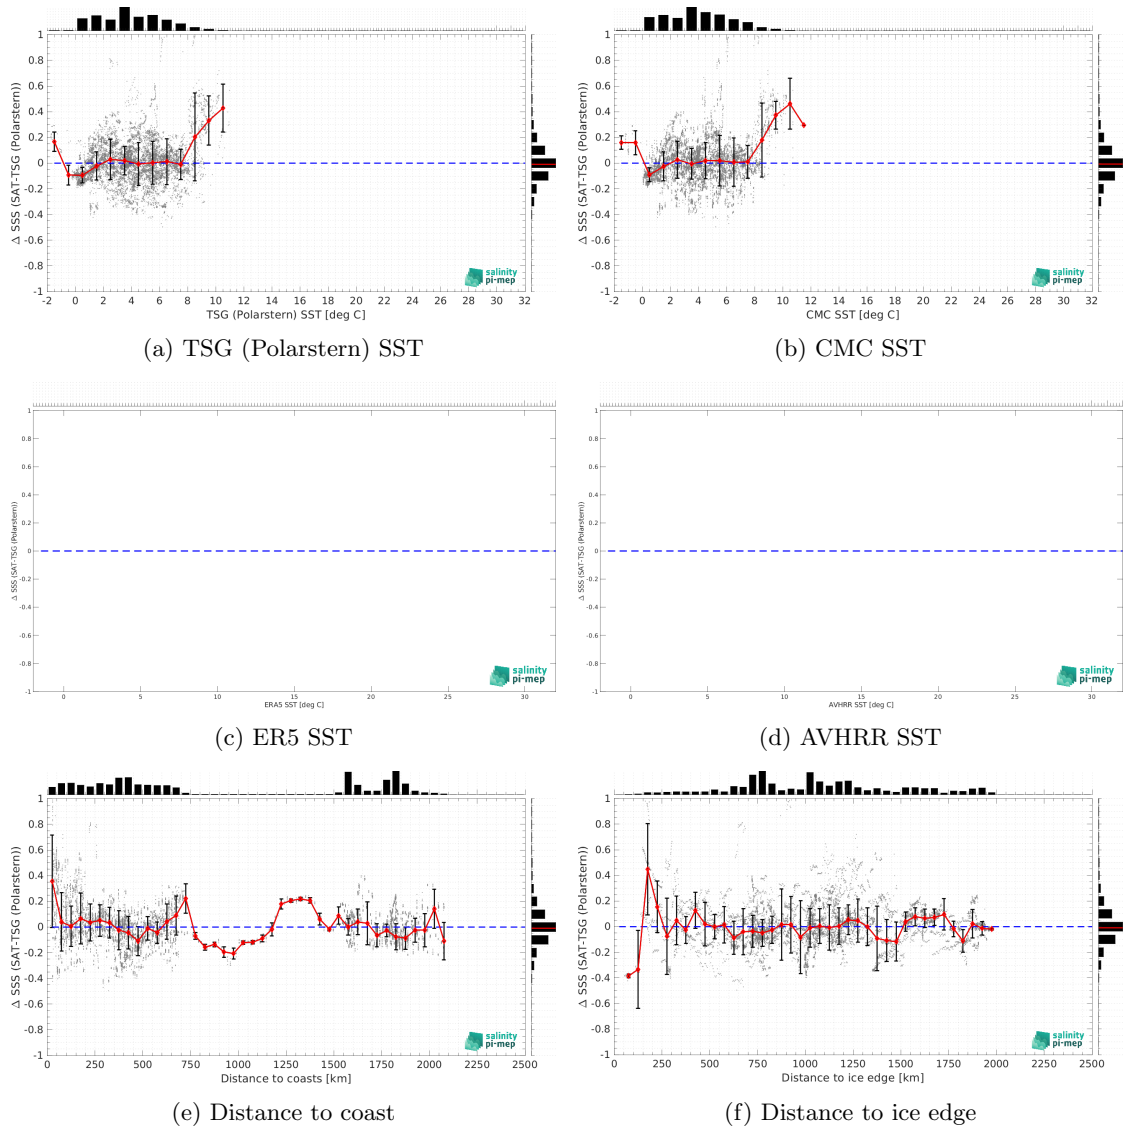 1
0.8
0.6
0.4
0.2
0
-0.2
-0.4
-0.6
-0.8
-1
Δ SSS (SAT-TSG (Polarstern))
-2 0 2 4 6 8 10 12 14 16 18 20 22 24 26 28 30 32
TSG (Polarstern) SST [deg C]
salinity
pi-mep
(a) TSG (Polarstern) SST
1
0.8
0.6
0.4
0.2
0
-0.2
-0.4
-0.6
-0.8
-1
Δ SSS (SAT-TSG (Polarstern))
-2 0 2 4 6 8 10 12 14 16 18 20 22 24 26 28 30 32
CMC SST [deg C]
salinity
pi-mep
(b) CMC SST
1
0.8
0.6
0.4
0.2
0
-0.2
-0.4
-0.6
-0.8
-1
Δ SSS (SAT-TSG (Polarstern))
0 5 10 15 20 25 30
ERA5 SST [deg C]
salinity
pi-mep
(c) ER5 SST
1
0.8
0.6
0.4
0.2
0
-0.2
-0.4
-0.6
-0.8
-1
Δ SSS (SAT-TSG (Polarstern))
0 5 10 15 20 25 30
AVHRR SST [deg C]
salinity
pi-mep
(d) AVHRR SST
1
0.8
0.6
0.4
0.2
0
-0.2
-0.4
-0.6
-0.8
-1
Δ SSS (SAT-TSG (Polarstern))
0 250 500 750 1000 1250 1500 1750 2000 2250 2500
Distance to coasts [km]
salinity
pi-mep
(e) Distance to coast
1
0.8
0.6
0.4
0.2
0
-0.2
-0.4
-0.6
-0.8
-1
Δ SSS (SAT-TSG (Polarstern))
0 250 500 750 1000 1250 1500 1750 2000 2250 2500
Distance to ice edge [km]
salinity
pi-mep
(f) Distance to ice edge